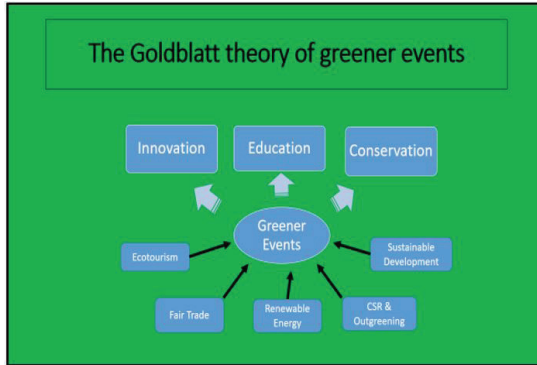 The Goldblatt theory of greener events
Innovation
Education
Conservation
Greener
Events
Ecotourism
Sustainable
Development
Fair Trade
Renewable
Energy
CSR &
Outgreening